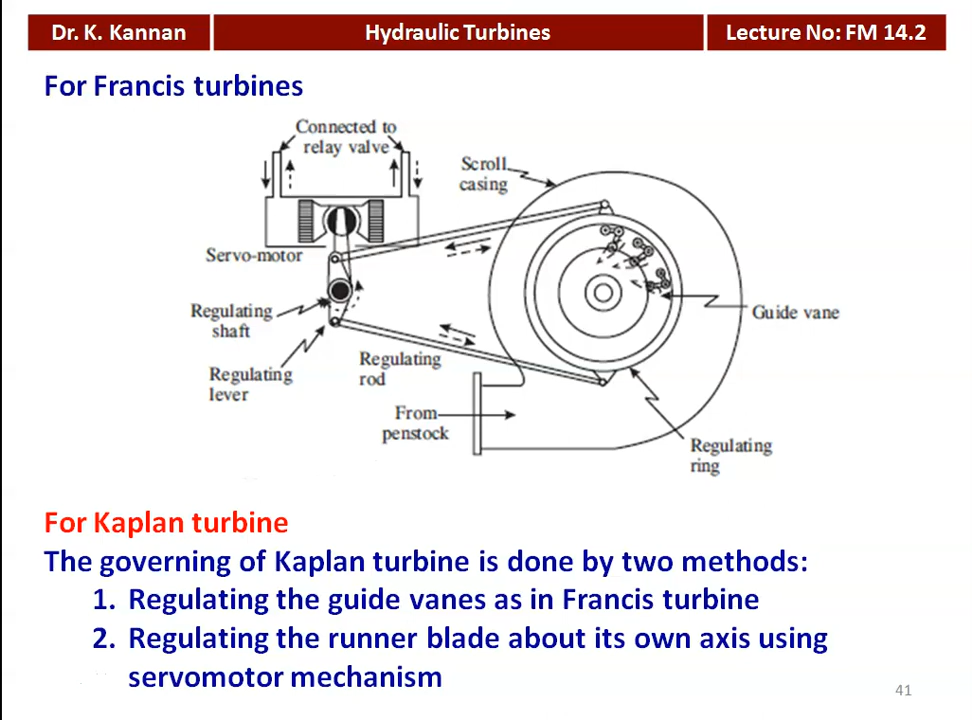 Dr. K. Kannan
Hydraulic Turbines
Lecture No: FM 14.2
For Francis turbines
Connected to
relay valve
Scroll
casing
Servo-motor
Regulating
shaft
Guide vane
Regulating
lever
Regulating
rod
From
penstock
Regulating
ring
For Kaplan turbine
The governing of Kaplan turbine is done by two methods:
1. Regulating the guide vanes as in Francis turbine
2. Regulating the runner blade about its own axis using
servomotor mechanism
41